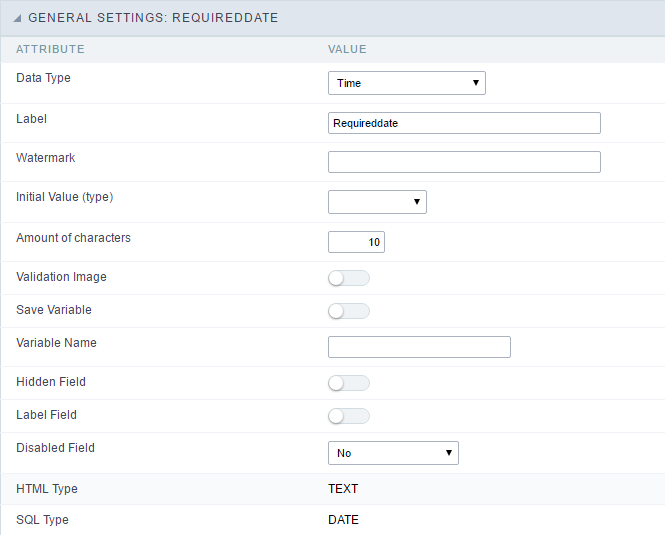 GENERAL SETTINGS: REQUIREDDATE
ATTRIBUTE VALUE
Data Type Time
Label Requireddate
Watermark
Initial Value (type)
Amount of characters 10
Validation Image
Save Variable
Variable Name
Hidden Field
Label Field
Disabled Field No
HTML Type TEXT
SQL Type DATE